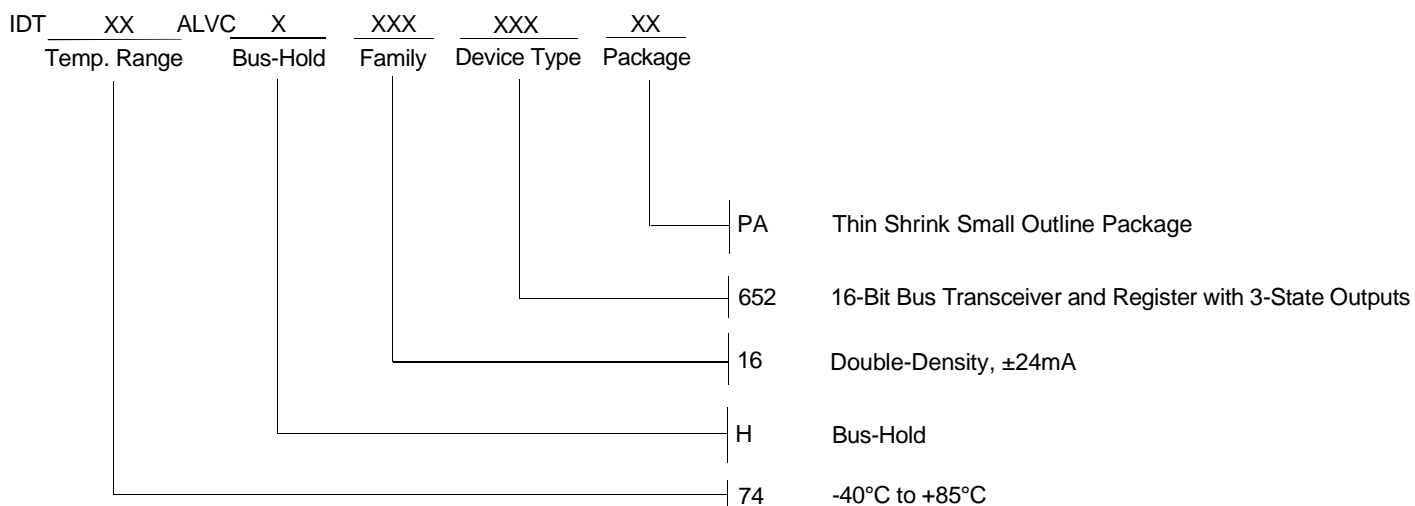 IDT XX ALVC X XXX XXX XX
Temp. Range Bus-Hold Family Device Type Package
PA Thin Shrink Small Outline Package
652 16-Bit Bus Transceiver and Register with 3-State Outputs
16 Double-Density, ±24mA
H Bus-Hold
74 -40°C to +85°C